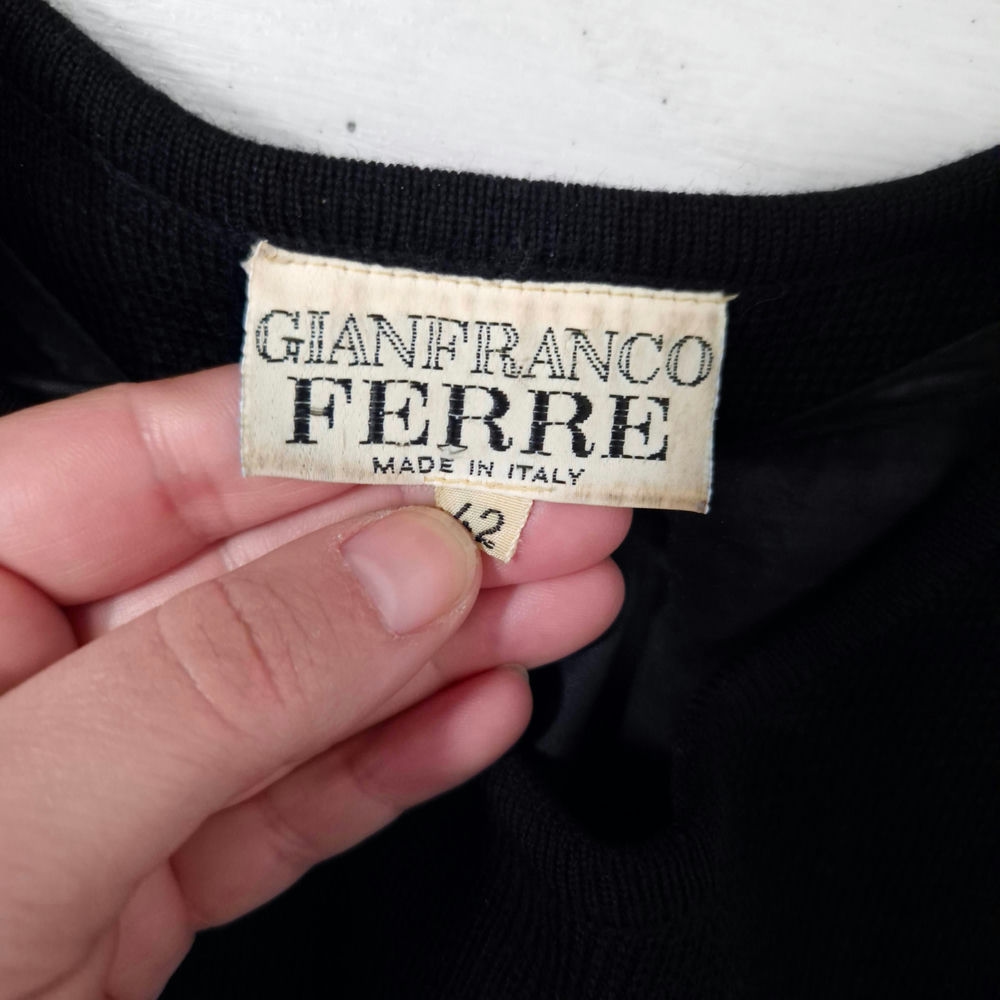 GIANFRANCO
FERRE
MADE IN ITALY
42